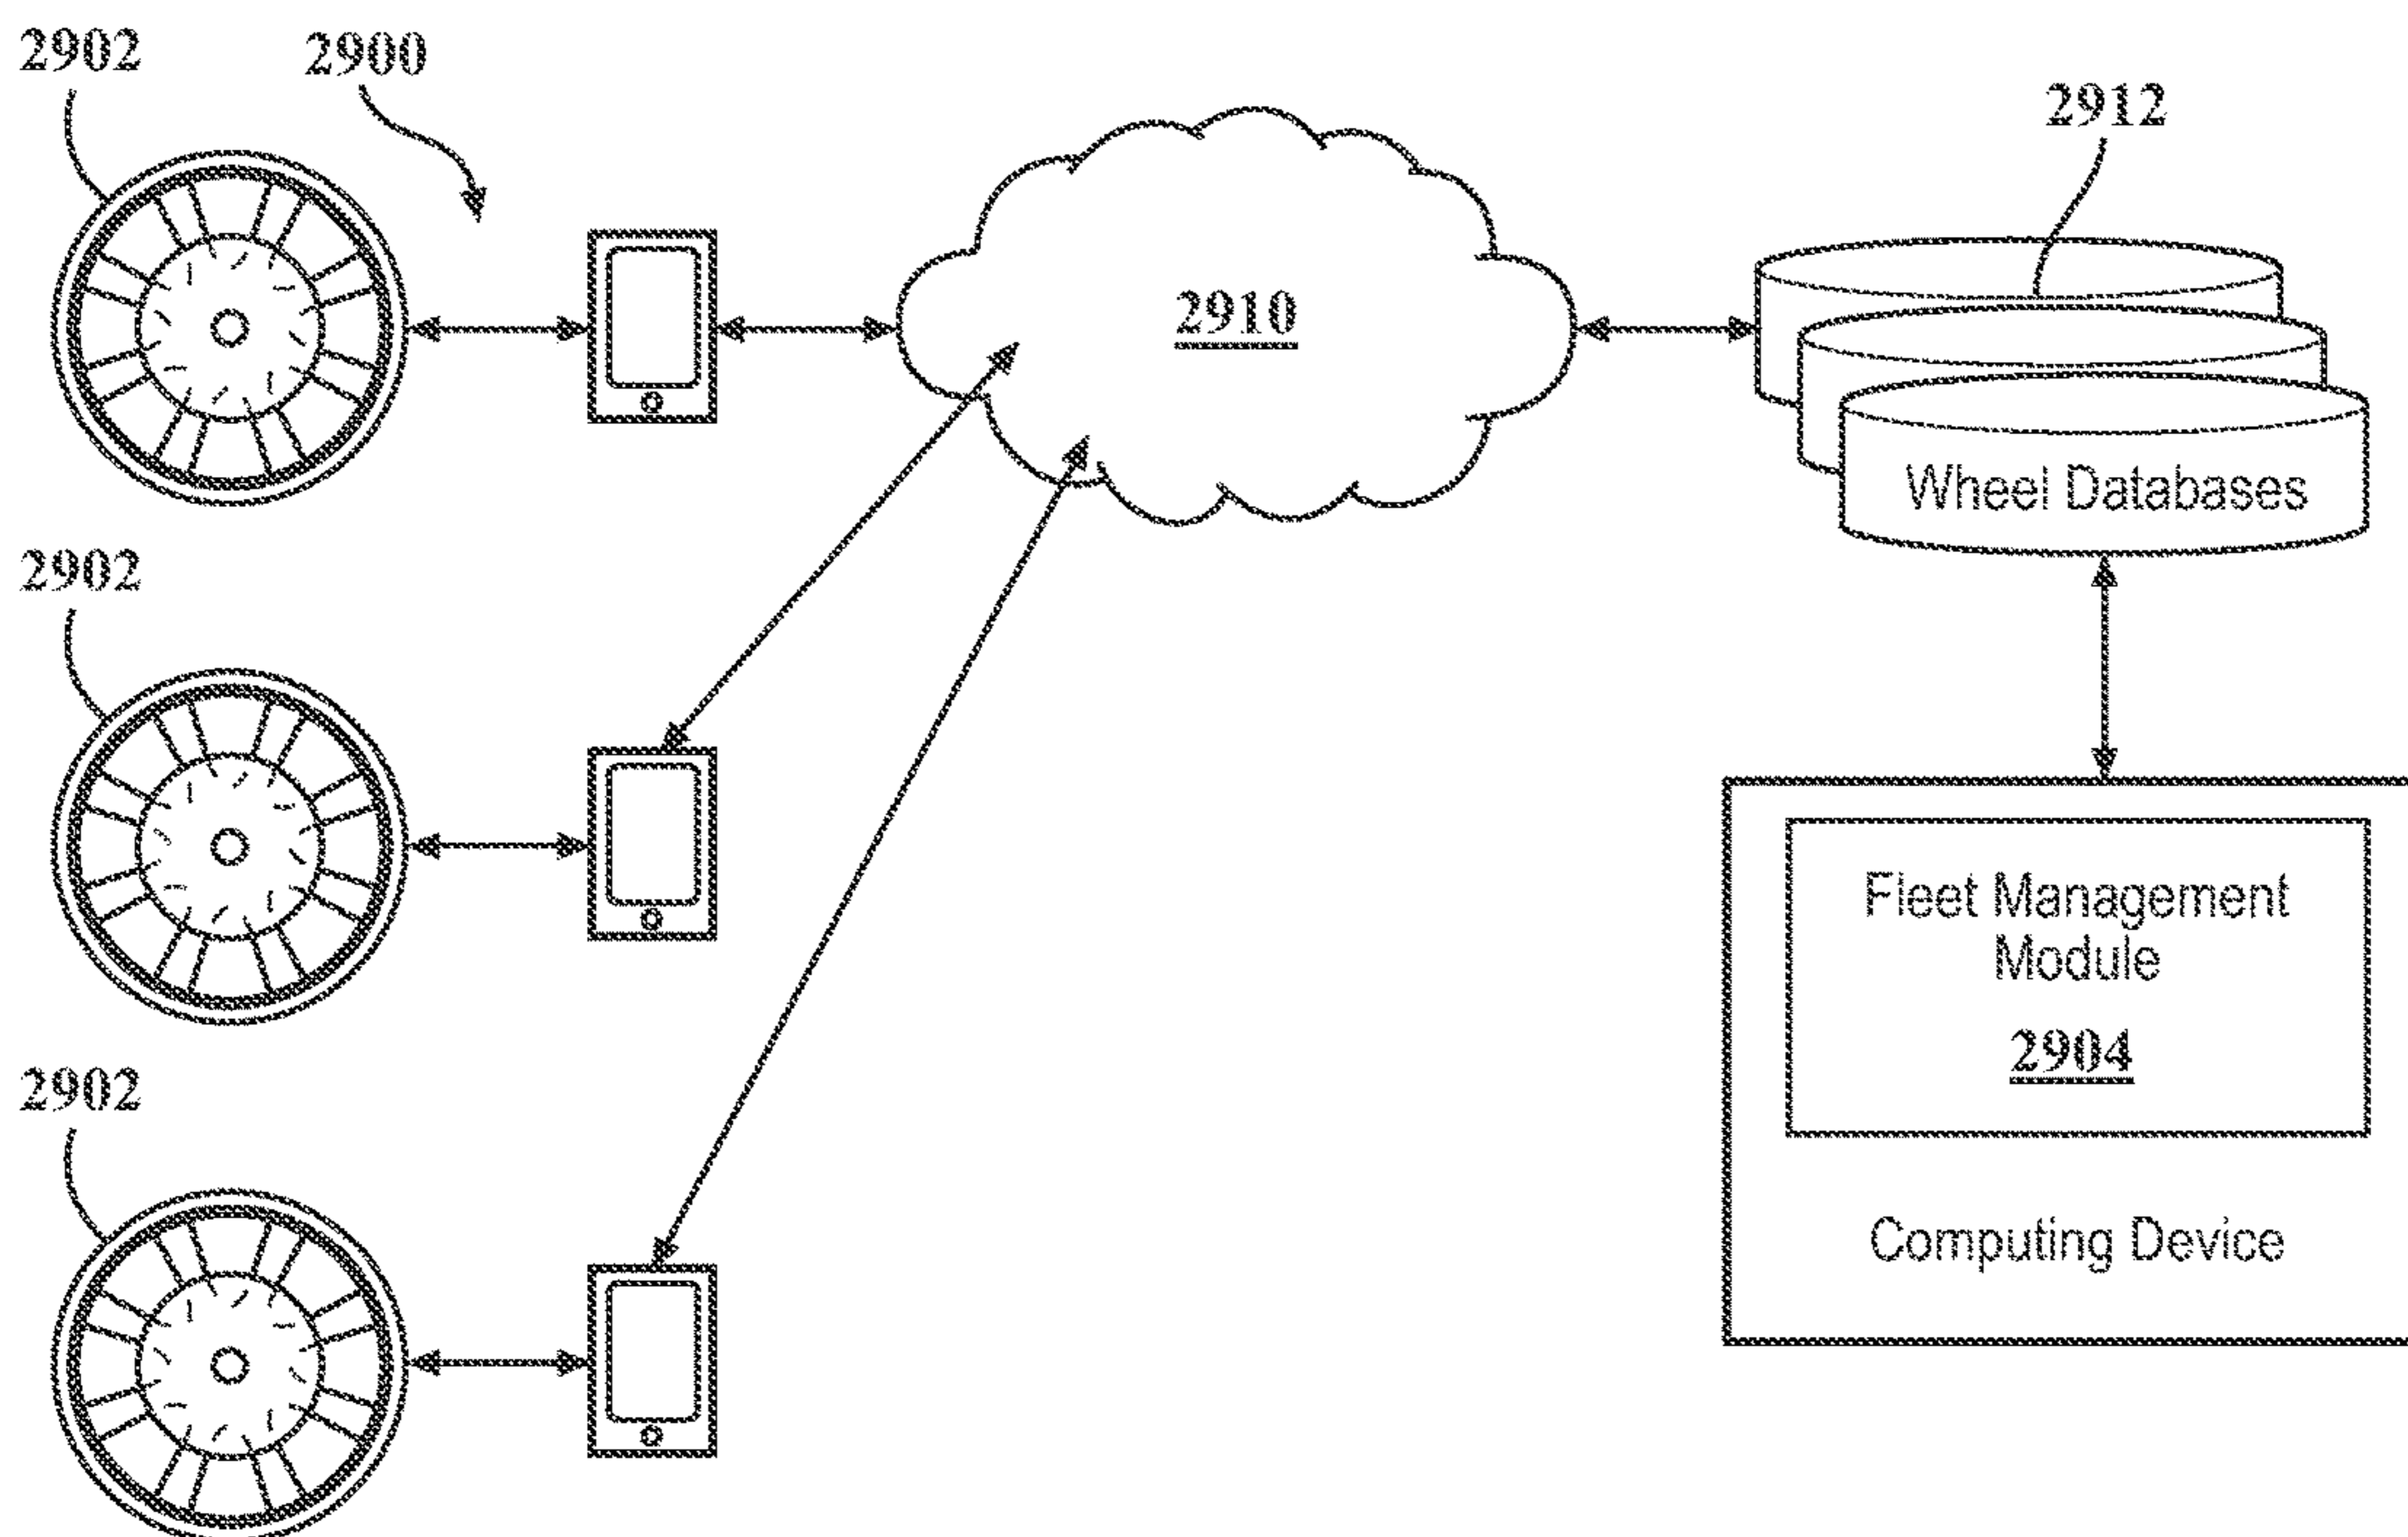 2902
2900
2912
2910
Wheel Databases
2902
Fleet Management
Module
2904
2902
Computing Device